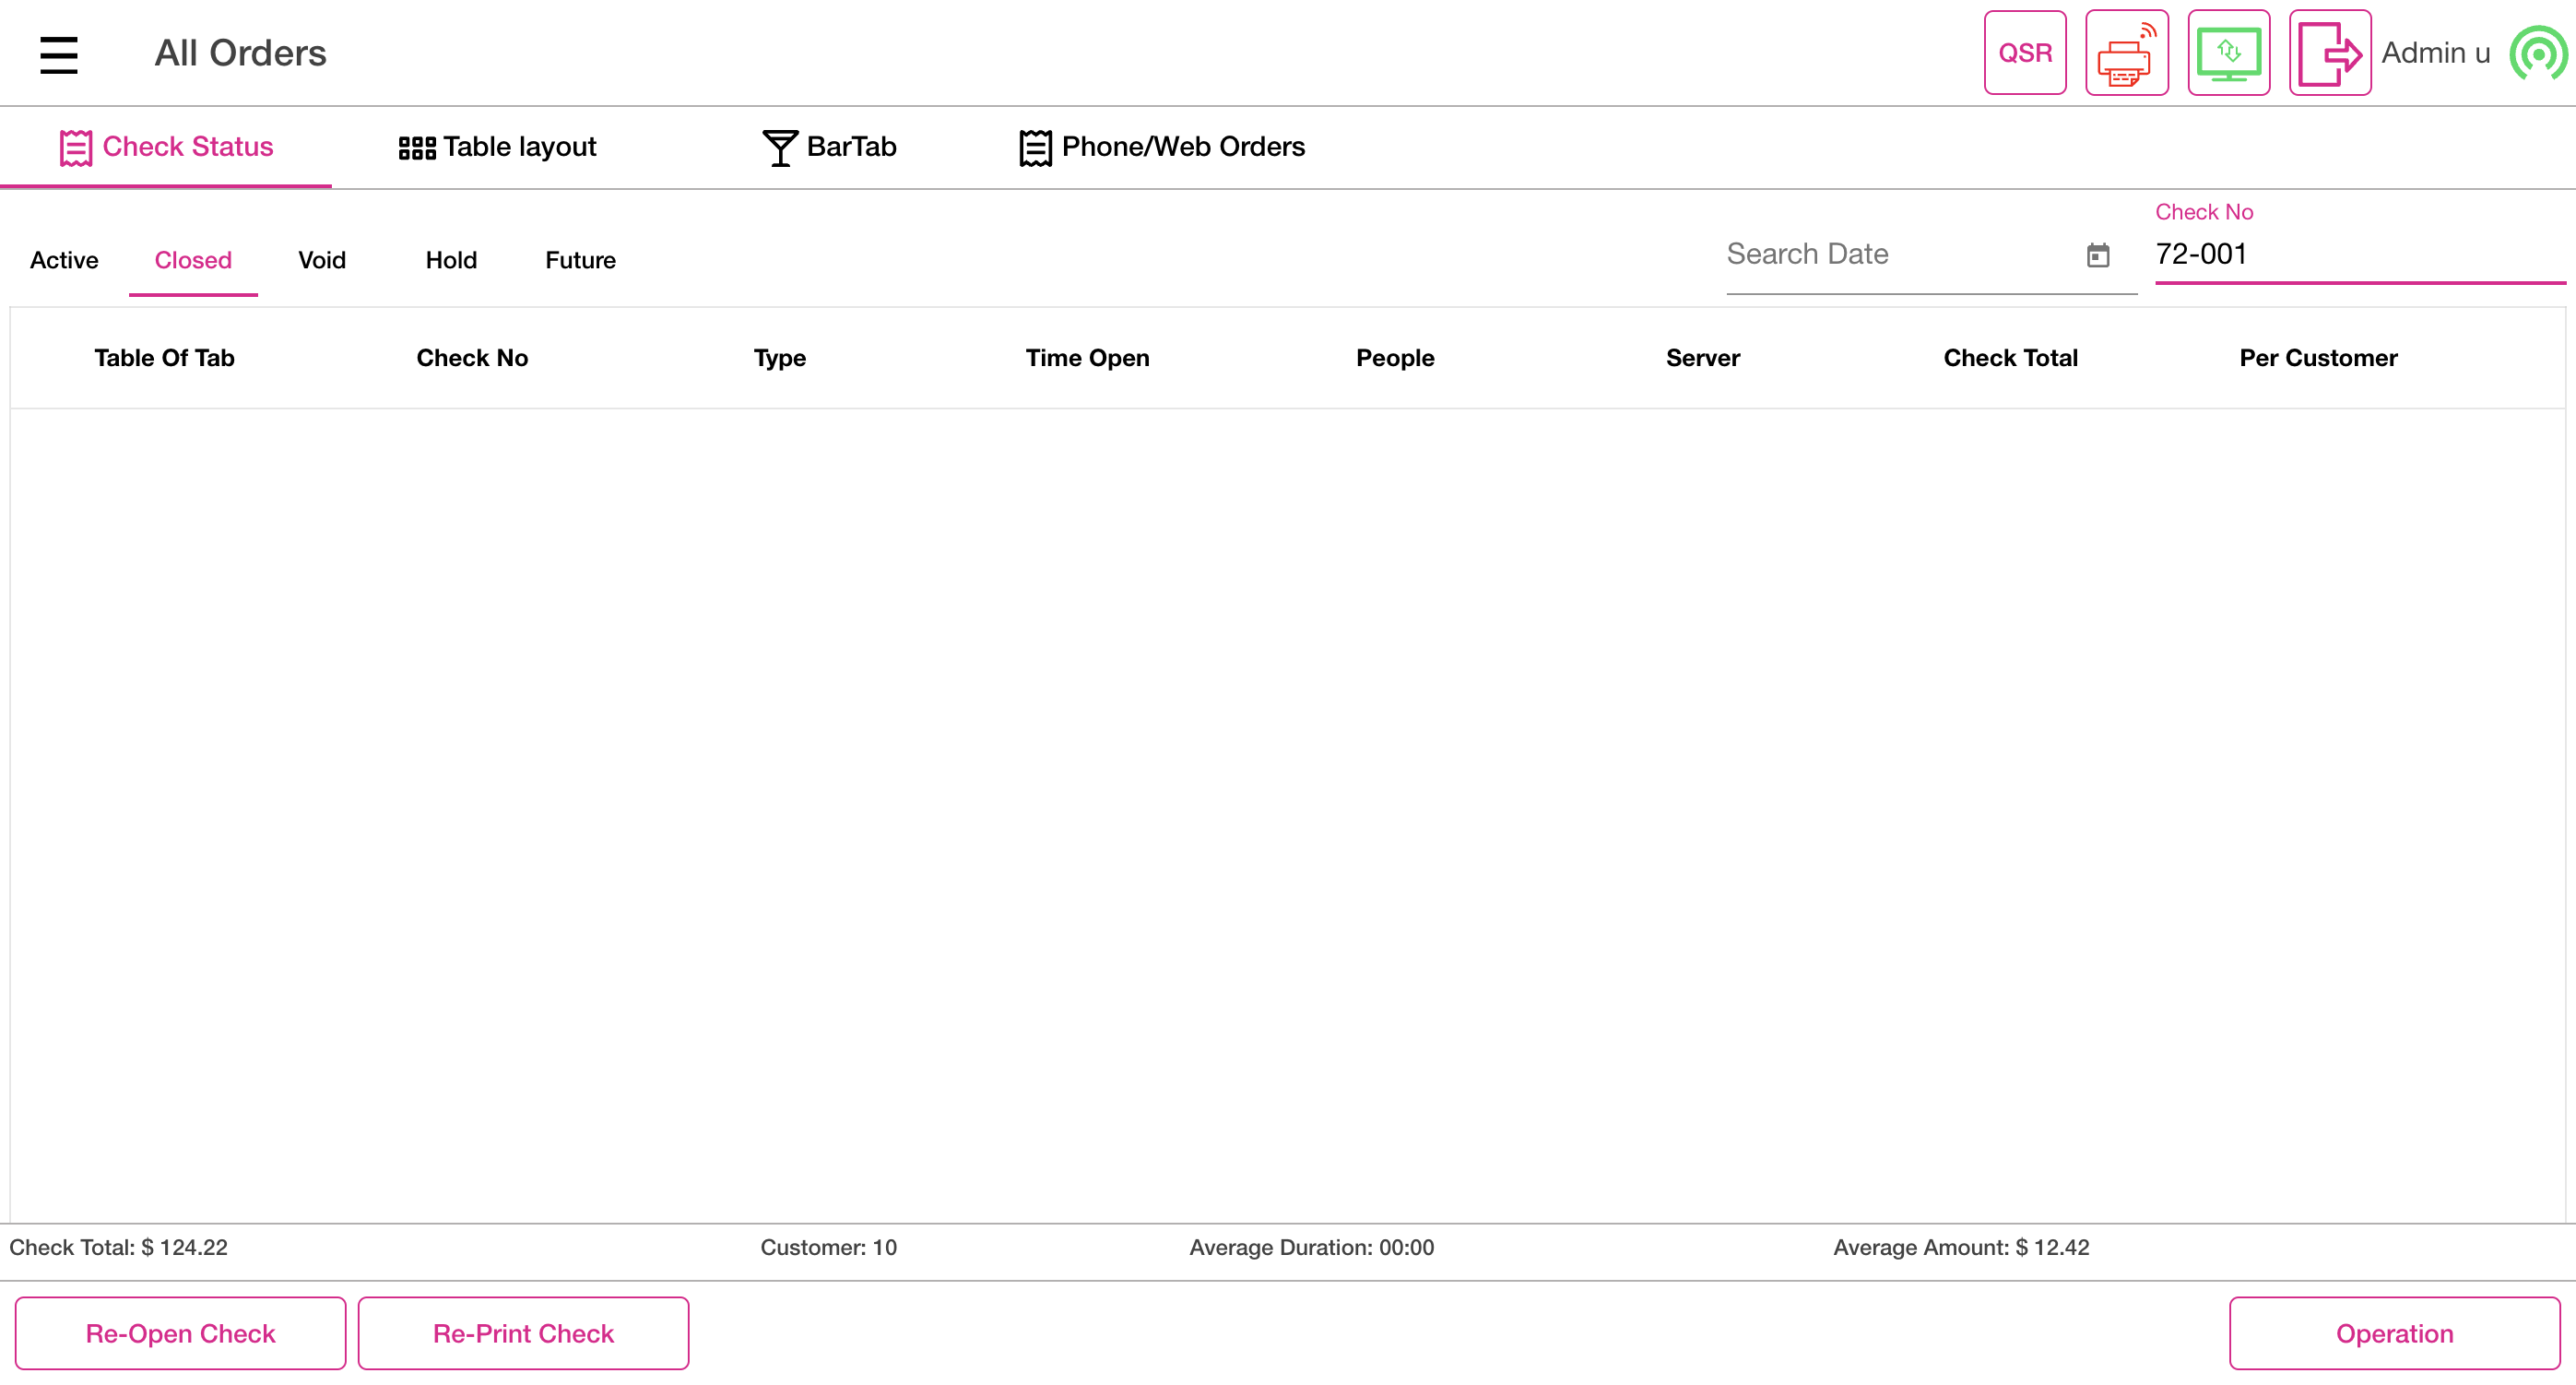 All Orders
QSR
Admin u
Check Status
Table layout
BarTab
Phone/Web Orders
Active
Closed
Void
Hold
Future
Search Date
Check No
72-001
Table Of Tab
Check No
Type
Time Open
People
Server
Check Total
Per Customer
Check Total: $ 124.22
Customer: 10
Average Duration: 00:00
Average Amount: $ 12.42
Re-Open Check
Re-Print Check
Operation